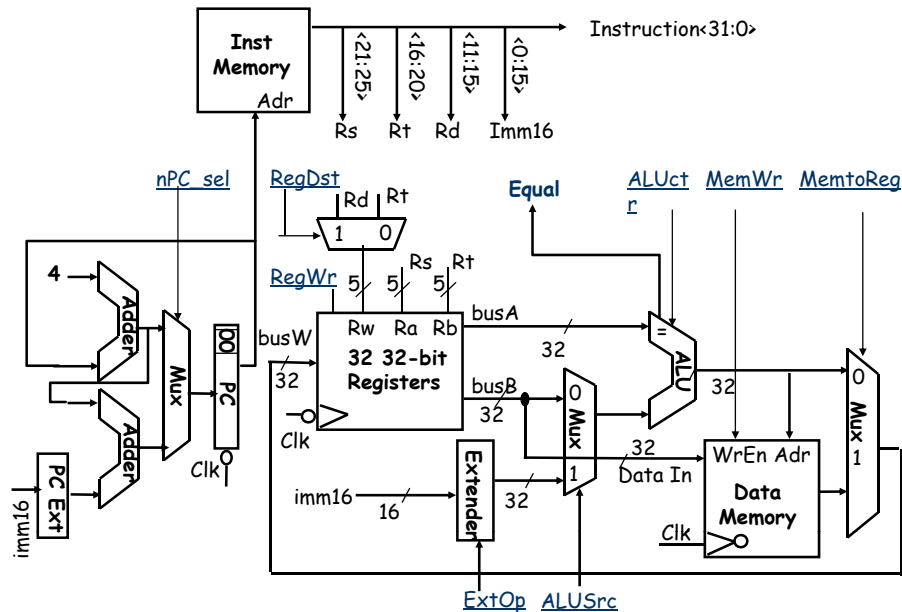 Inst
Memory
Adr
Instruction<31:0>
<21:25>
<16:20>
<11:15>
<0:15>
Rs
Rt
Rd
Imm16
nPC_sel
RegDst
Rd
Rt
1
0
Equal
ALUct
r
MemWr
MemtoReg
RegWr
5
5
5
Rs
Rt
4
Adder
Mux
00
PC
Clk
Adder
PC Ext
imm16
busW
32
Rw
Ra
Rb
32 32-bit
Registers
Clk
busA
32
busB
32
0
Mux
1
=
ALU
32
0
Mux
1
32
Data In
WrEn
Adr
Data
Memory
Clk
imm16
16
Extender
32
ExtOp
ALUSrc